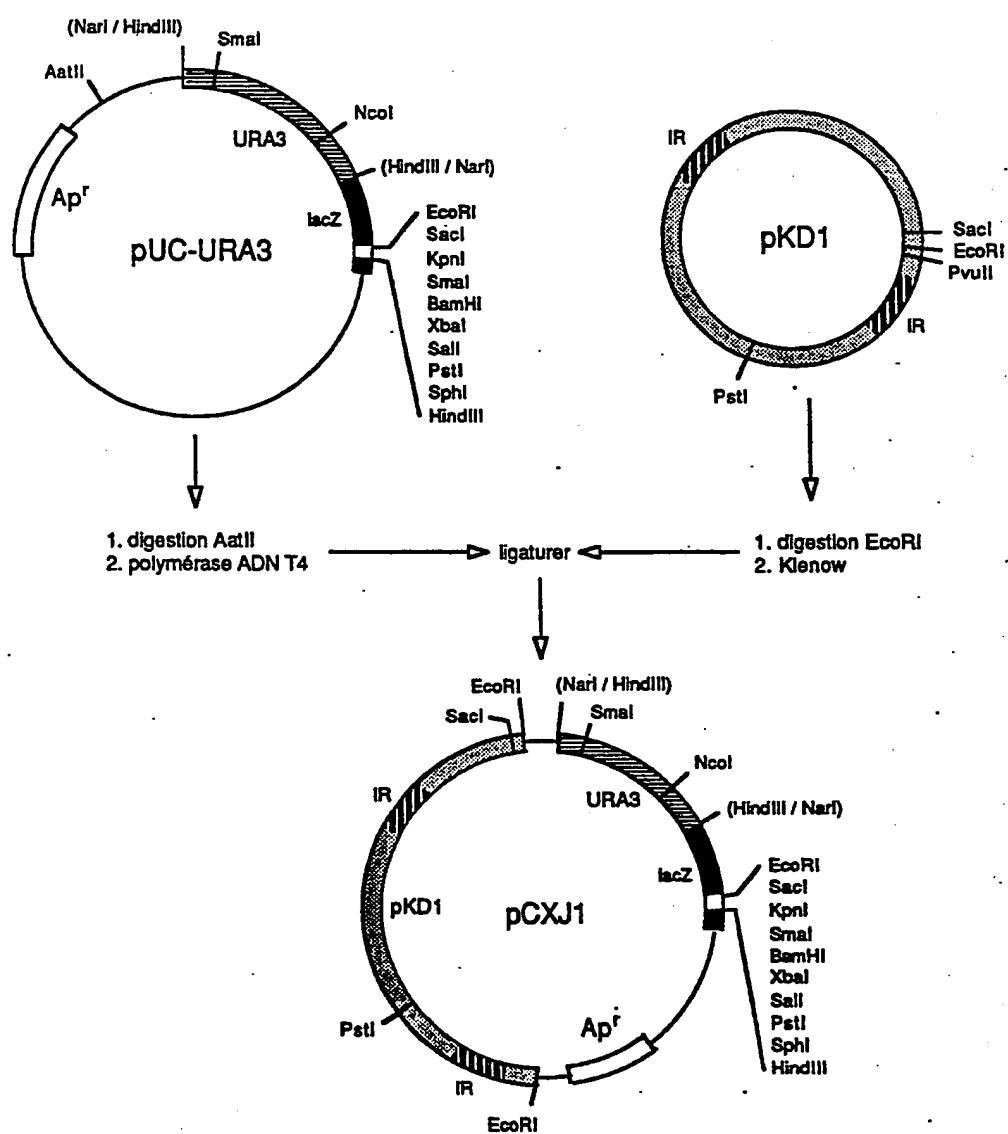 (NarI / HindIII)
SmaI
AatII
NcoI
URA3
(HindIII / NarI)
Ap^r
lacZ
pUC-URA3
EcoRI
SacI
KpnI
SmaI
BamHI
XbaI
SalI
PstI
SphI
HindIII
IR
pKD1
SacI
EcoRI
PvuII
IR
PstI
1. digestion AatII
2. polymérase ADN T4
ligaturer
1. digestion EcoRI
2. Klenow
EcoRI
(NarI / HindIII)
SacI
SmaI
NcoI
IR
URA3
(HindIII / NarI)
lacZ
pKD1
pCXJ1
EcoRI
SacI
KpnI
SmaI
BamHI
XbaI
SalI
PstI
SphI
HindIII
PstI
Ap^r
IR
EcoRI